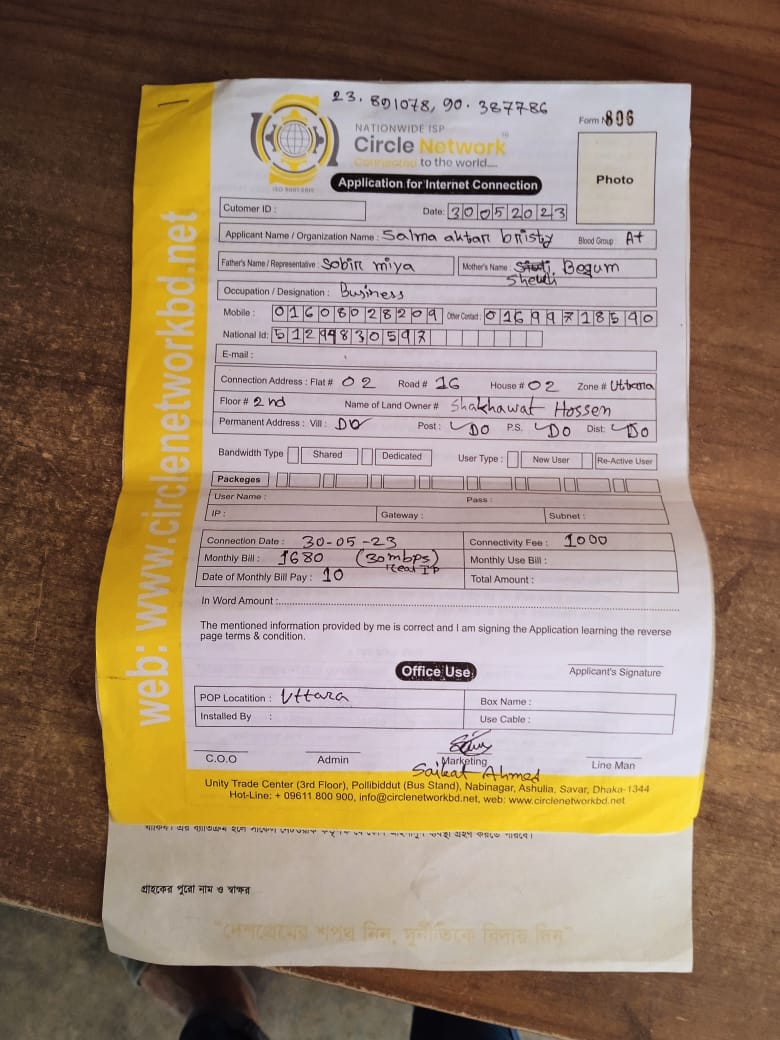 23.891078, 90.387786
NATIONWIDE ISP
Circle Network
Connected to the world....
ISO 9001:2015
Form № 806
Photo
Application for Internet Connection
Cutomer ID :
Date: 30052023
Applicant Name / Organization Name : Salma aktar bristy Blood Group A+
Father's Name / Representative : Sobir miya Mother's Name : Sheuli Begum
Occupation / Designation : Business
Mobile : 01608028209 Other Contact : 01699718590
National Id: 5129983059
E-mail :
Connection Address : Flat # 02 Road # 16 House # 02 Zone # Uttara
Floor # 2nd Name of Land Owner # Shakhawat Hossen
Permanent Address : Vill : DO Post : DO P.S. DO Dist: DO
Bandwidth Type Shared Dedicated User Type : New User Re-Active User
Packeges
User Name : Pass :
IP : Gateway : Subnet :
Connection Date : 30-05-23 Connectivity Fee : 1000
Monthly Bill : 1680 (30mbps) Monthly Use Bill :
Real IP
Date of Monthly Bill Pay : 10 Total Amount :
In Word Amount :
The mentioned information provided by me is correct and I am signing the Application learning the reverse
page terms & condition.
Office Use
Applicant's Signature
POP Locatition : Uttara Box Name :
Installed By : Use Cable :
C.O.O Admin Marketing Line Man
Saikat Ahmed
Unity Trade Center (3rd Floor), Pollibiddut (Bus Stand), Nabinagar, Ashulia, Savar, Dhaka-1344
Hot-Line: + 09611 800 900, info@circlenetworkbd.net, web: www.circlenetworkbd.net
web: www.circlenetworkbd.net
গ্রাহকের পুরো নাম ও স্বাক্ষর
"দেশপ্রেমের শপথ নিন, দুর্নীতিকে বিদায় দিন"